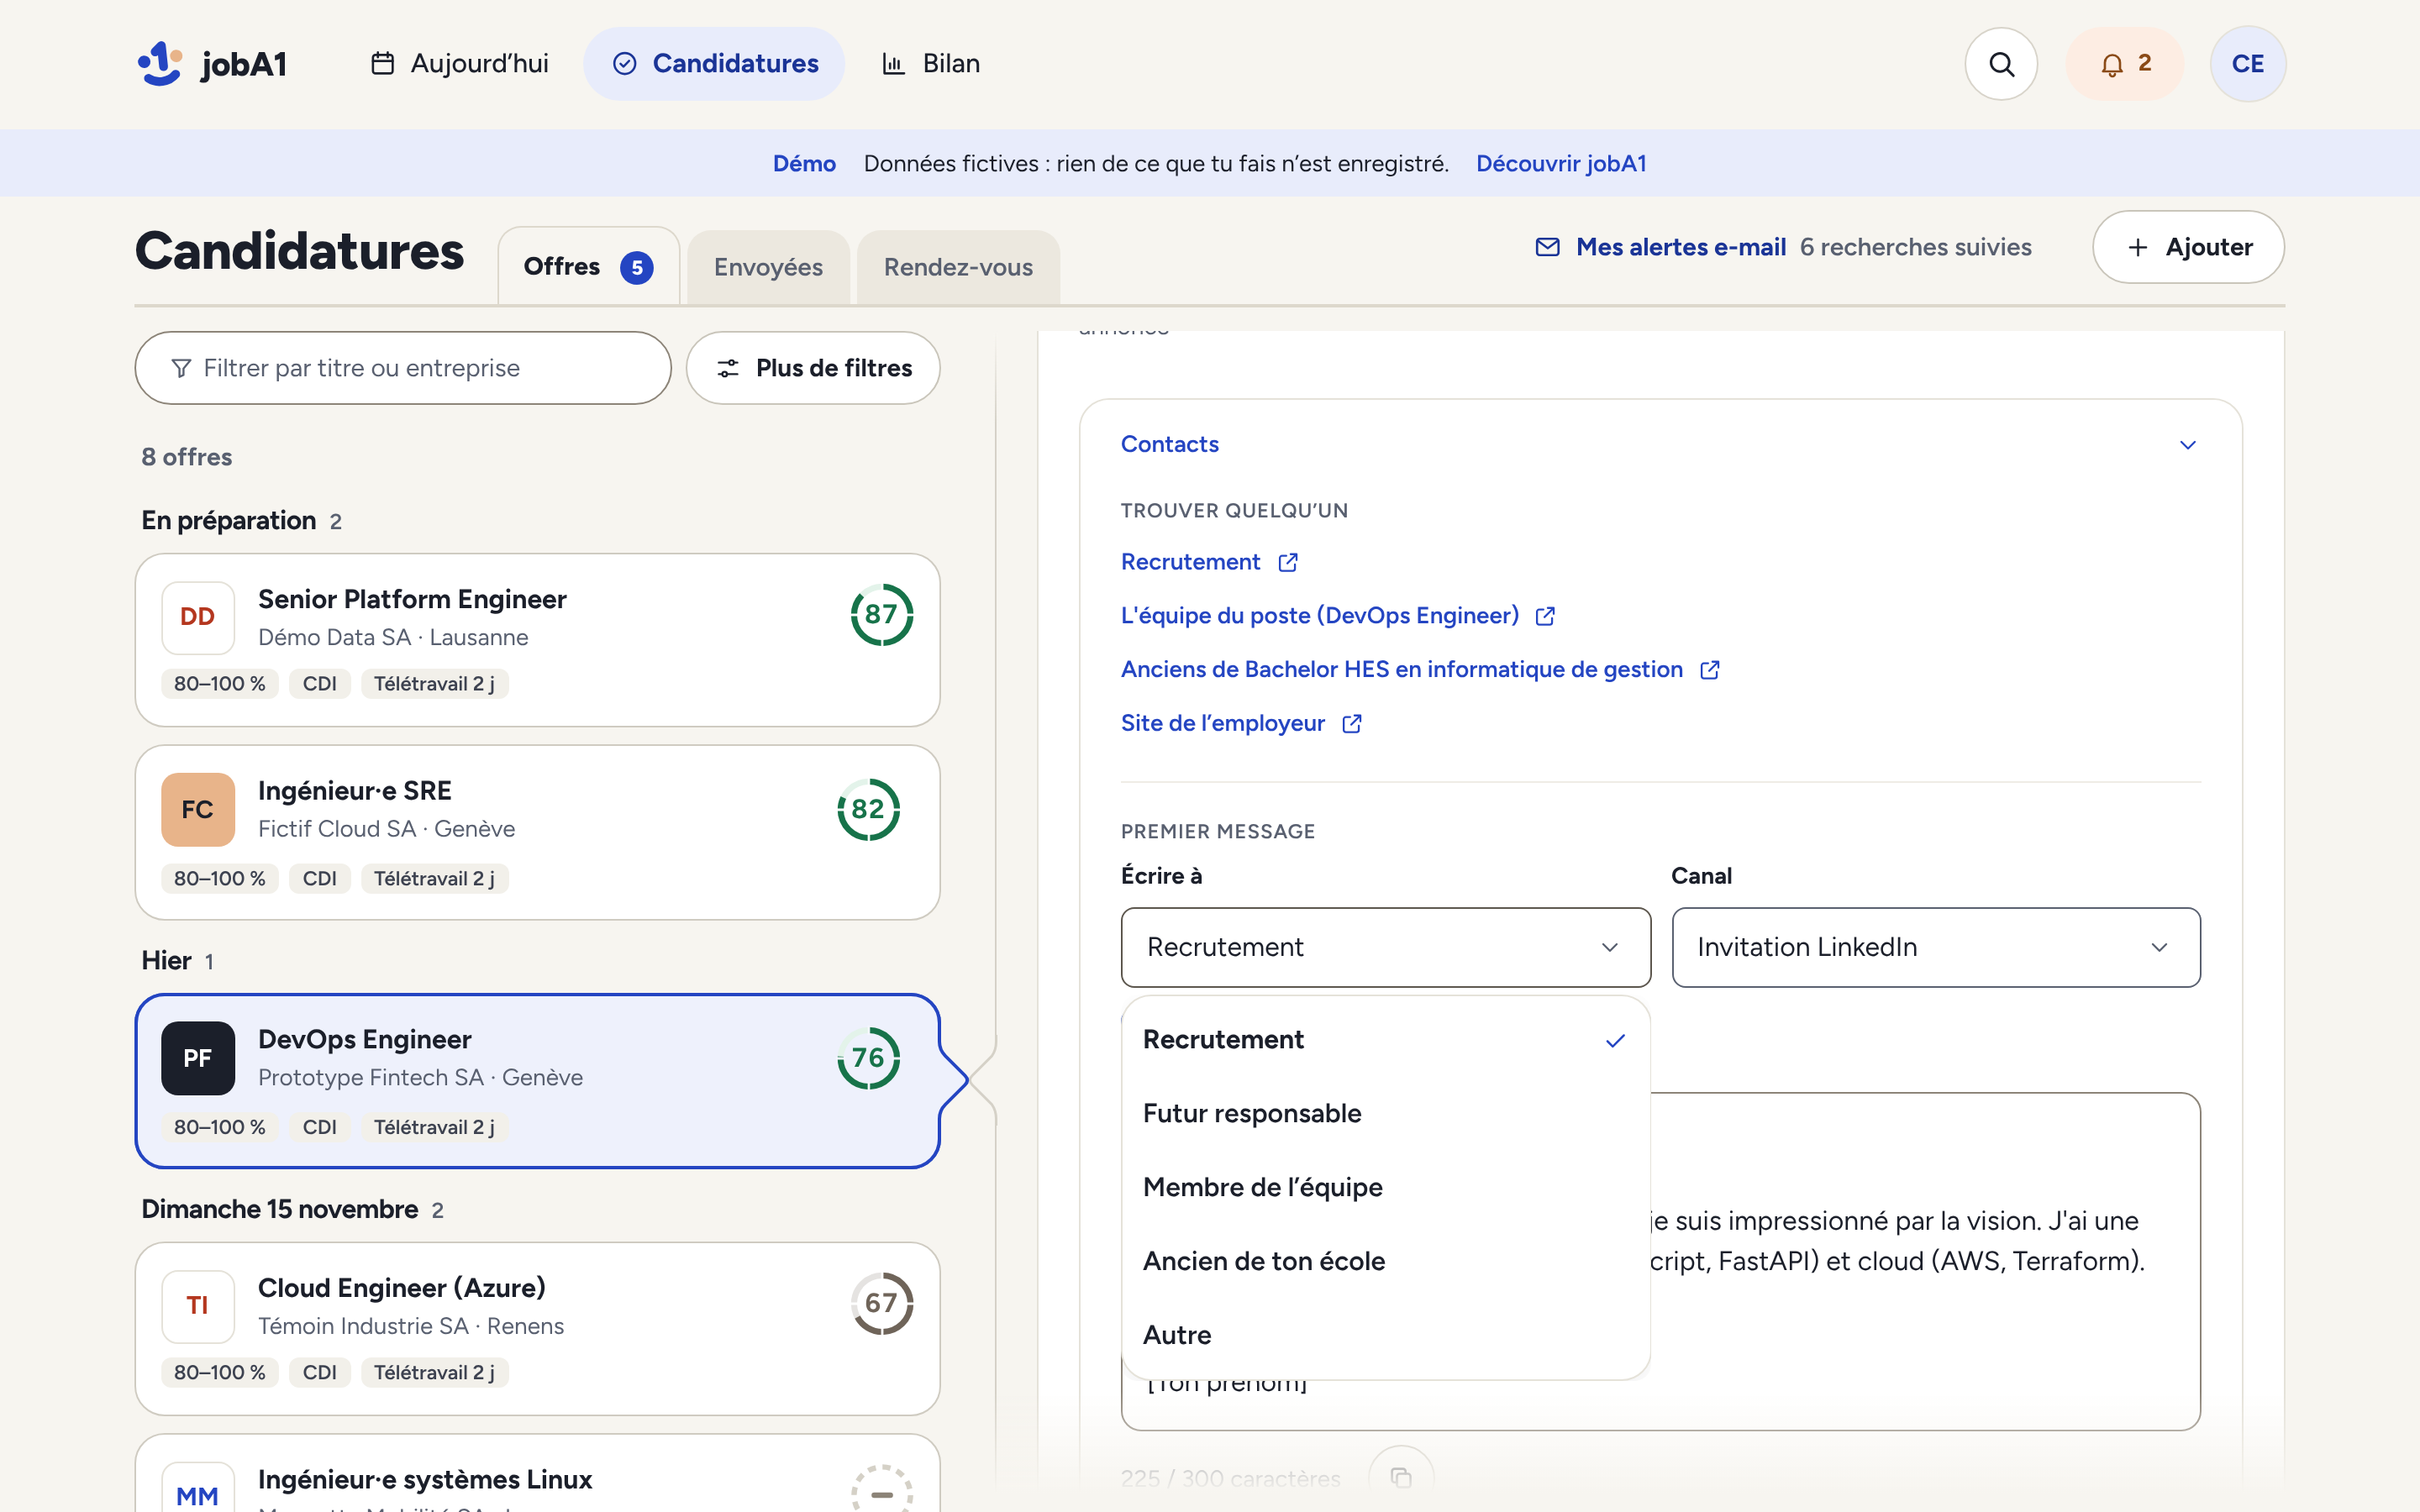 jobA1
Aujourd’hui
Candidatures
Bilan
2
CE
Démo Données fictives : rien de ce que tu fais n’est enregistré. Découvrir jobA1
Candidatures
Offres 5
Envoyées
Rendez-vous
Mes alertes e-mail 6 recherches suivies
Ajouter
Filtrer par titre ou entreprise
Plus de filtres
8 offres
En préparation 2
DD
Senior Platform Engineer
Démo Data SA · Lausanne
87
80–100 % CDI Télétravail 2 j
FC
Ingénieur·e SRE
Fictif Cloud SA · Genève
82
80–100 % CDI Télétravail 2 j
Hier 1
PF
DevOps Engineer
Prototype Fintech SA · Genève
76
80–100 % CDI Télétravail 2 j
Dimanche 15 novembre 2
TI
Cloud Engineer (Azure)
Témoin Industrie SA · Renens
67
80–100 % CDI Télétravail 2 j
MM
Ingénieur·e systèmes Linux
Contacts
TROUVER QUELQU’UN
Recrutement
L'équipe du poste (DevOps Engineer)
Anciens de Bachelor HES en informatique de gestion
Site de l’employeur
PREMIER MESSAGE
Écrire à
Canal
Recrutement
Invitation LinkedIn
Recrutement
Futur responsable
Membre de l’équipe
Ancien de ton école
Autre
je suis impressionné par la vision. J'ai une
cript, FastAPI) et cloud (AWS, Terraform).
[Ton prénom]
225 / 300 caractères